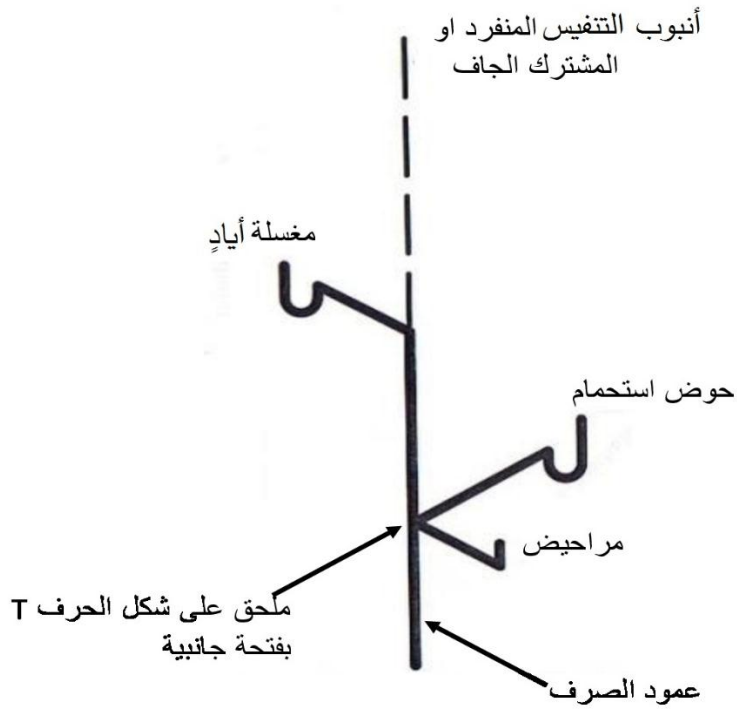 أنبوب التنفيس المنفرد او
المشترك الجاف
مغسلة أيادٍ
حوض استحمام
مراحيض
ملحق على شكل الحرف T
بفتحة جانبية
عمود الصرف